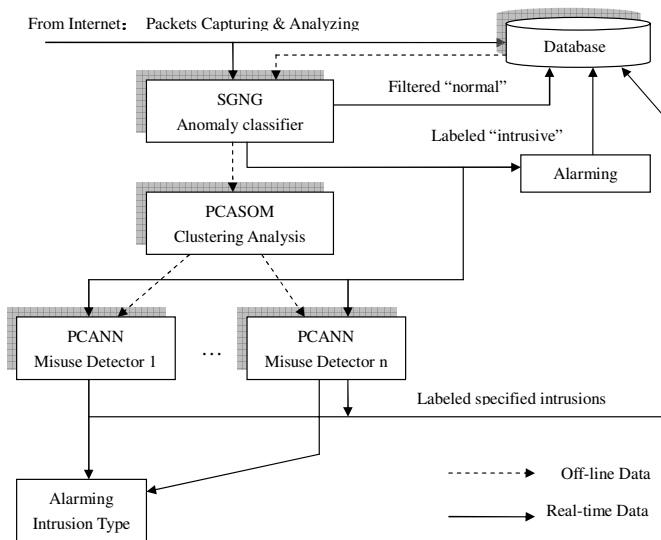 From Internet： Packets Capturing & Analyzing
Database
SGNG
Anomaly classifier
Filtered “normal”
Labeled “intrusive”
Alarming
PCASOM
Clustering Analysis
PCANN
Misuse Detector 1
…
PCANN
Misuse Detector n
Labeled specified intrusions
Alarming
Intrusion Type
Off-line Data
Real-time Data